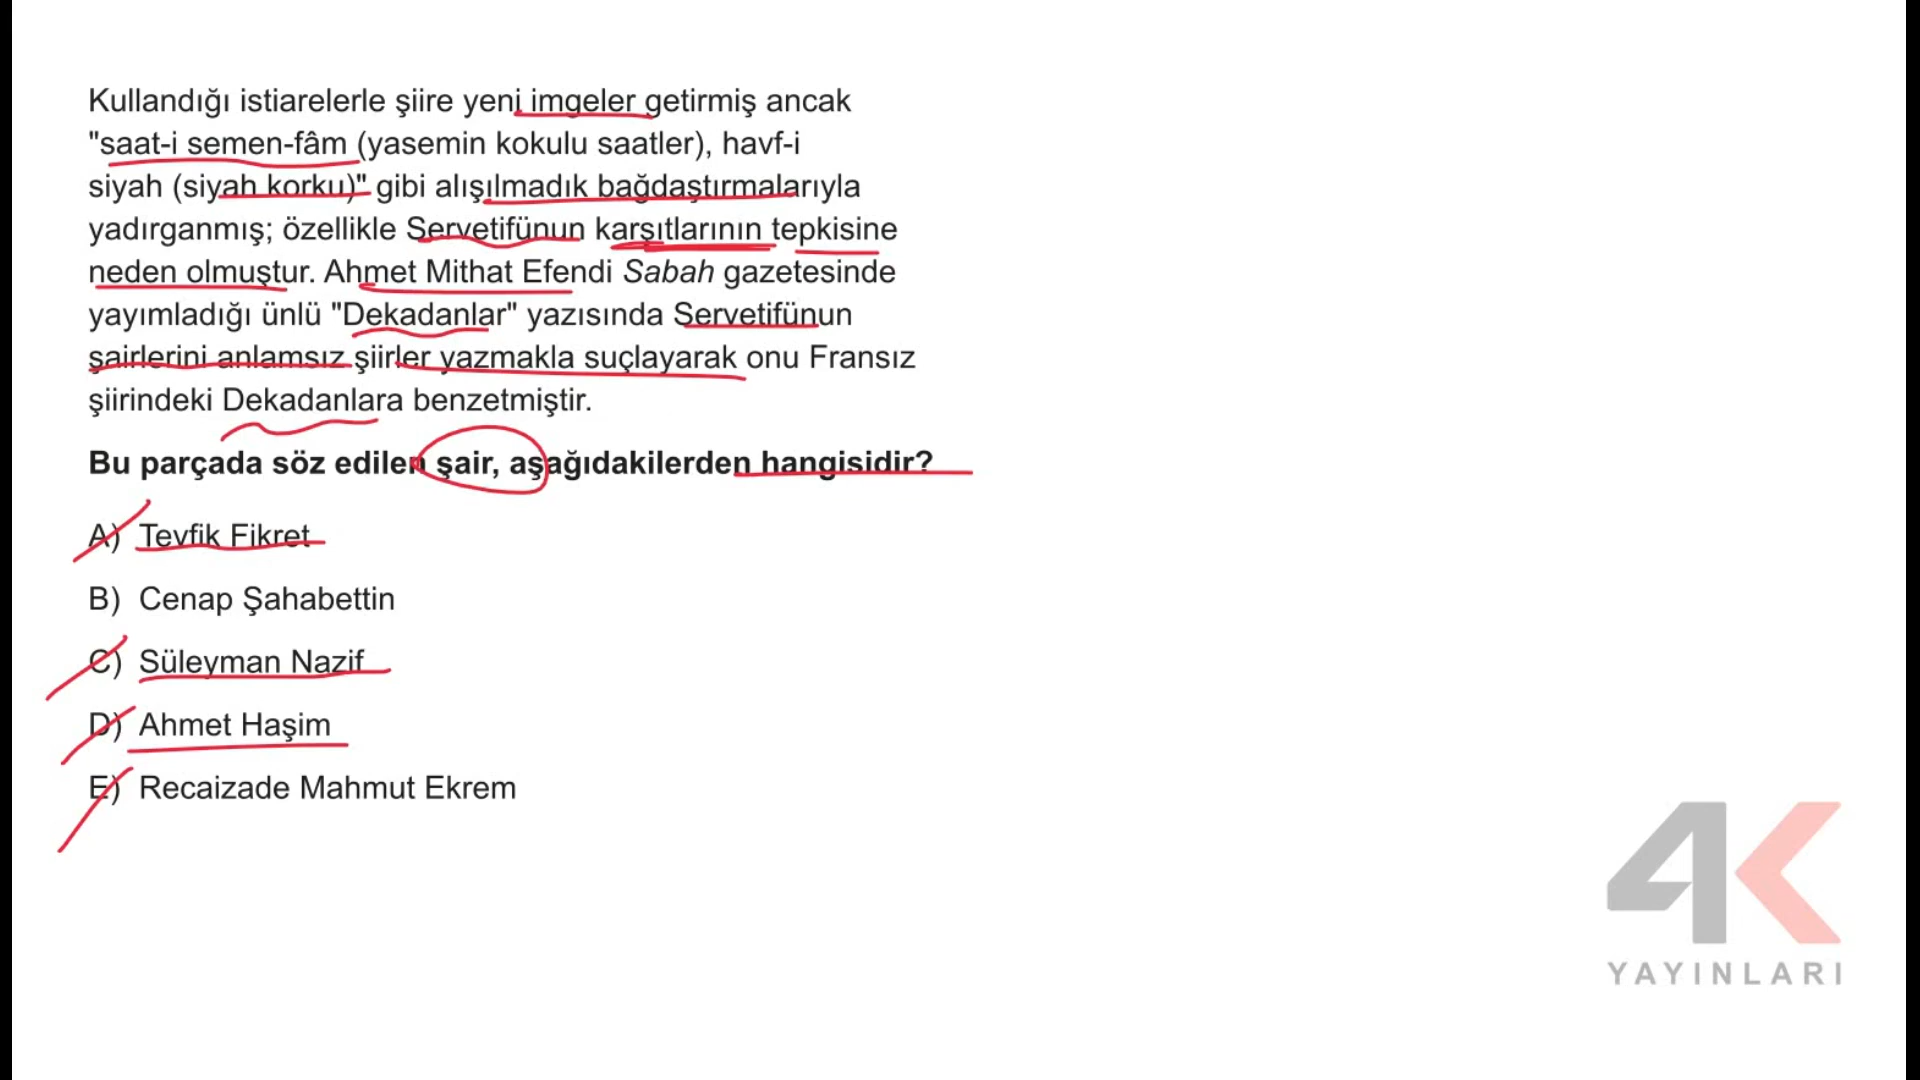 Kullandığı istiarelerle şiire yeni imgeler getirmiş ancak
"saat-i semen-fâm (yasemin kokulu saatler), havf-i
siyah (siyah korku)" gibi alışılmadık bağdaştırmalarıyla
yadırganmış; özellikle Servetifünun karşıtlarının tepkisine
neden olmuştur. Ahmet Mithat Efendi Sabah gazetesinde
yayımladığı ünlü "Dekadanlar" yazısında Servetifünun
şairlerini anlamsız şiirler yazmakla suçlayarak onu Fransız
şiirindeki Dekadanlara benzetmiştir.
Bu parçada söz edilen şair, aşağıdakilerden hangisidir?
A) Tevfik Fikret
B) Cenap Şahabettin
C) Süleyman Nazif
D) Ahmet Haşim
E) Recaizade Mahmut Ekrem
4K
YAYINLARI